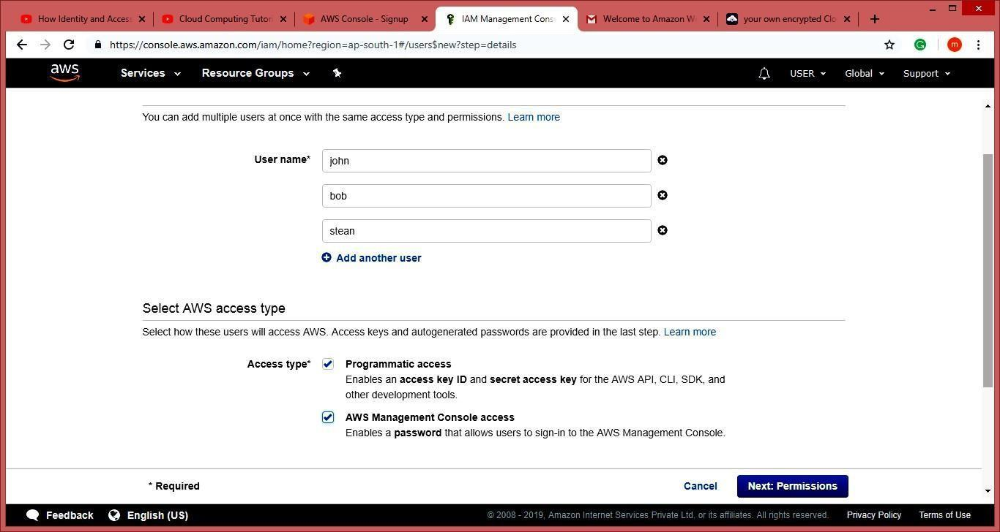 How Identity and Access
Cloud Computing Tutori
AWS Console - Signup
IAM Management Cons
Welcome to Amazon W
your own encrypted Clo
https://console.aws.amazon.com/iam/home?region=ap-south-1#/users$new?step=details
m
aws
Services
Resource Groups
USER
Global
Support
You can add multiple users at once with the same access type and permissions. Learn more
User name*
john
bob
stean
Add another user
Select AWS access type
Select how these users will access AWS. Access keys and autogenerated passwords are provided in the last step. Learn more
Access type*
Programmatic access
Enables an access key ID and secret access key for the AWS API, CLI, SDK, and
other development tools.
AWS Management Console access
Enables a password that allows users to sign-in to the AWS Management Console.
* Required
Cancel
Next: Permissions
Feedback
English (US)
© 2008 - 2019, Amazon Internet Services Private Ltd. or its affiliates. All rights reserved.
Privacy Policy
Terms of Use